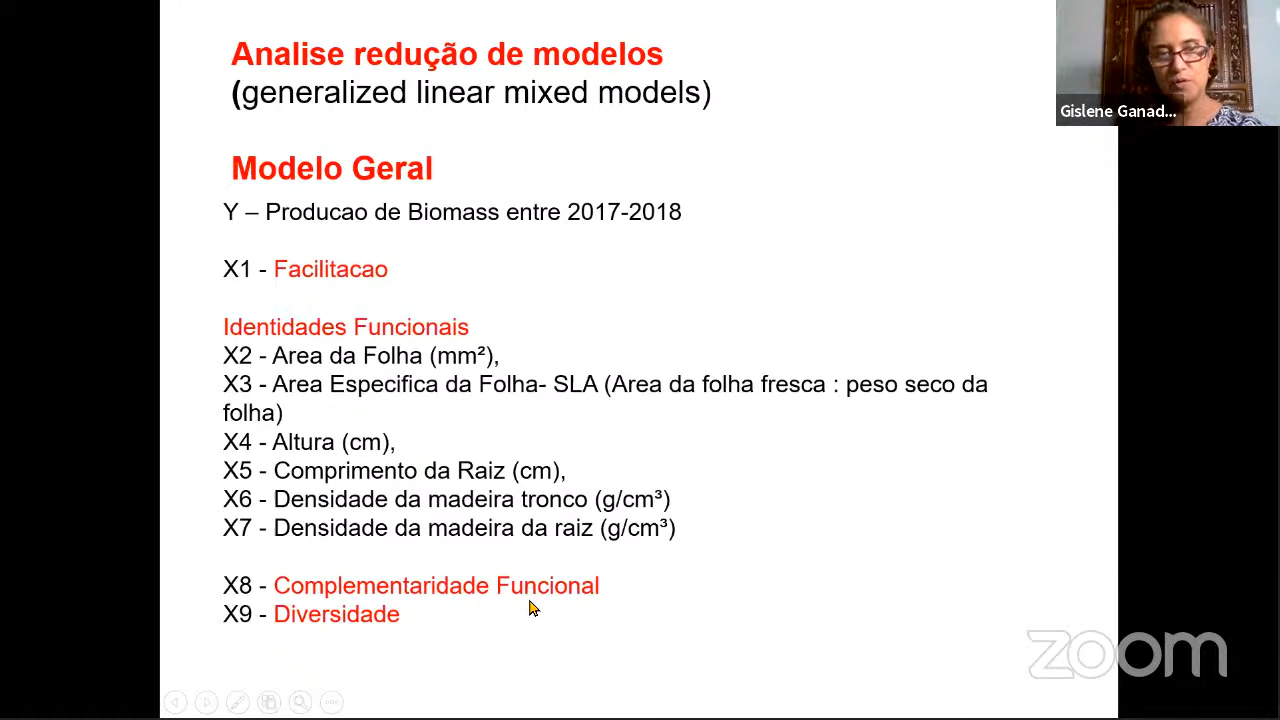 Analise redução de modelos
(generalized linear mixed models)
Gislene Ganad...
Modelo Geral
Y – Producao de Biomass entre 2017-2018
X1 - Facilitacao
Identidades Funcionais
X2 - Area da Folha (mm²),
X3 - Area Especifica da Folha- SLA (Area da folha fresca : peso seco da
folha)
X4 - Altura (cm),
X5 - Comprimento da Raiz (cm),
X6 - Densidade da madeira tronco (g/cm³)
X7 - Densidade da madeira da raiz (g/cm³)
X8 - Complementaridade Funcional
X9 - Diversidade
zoom